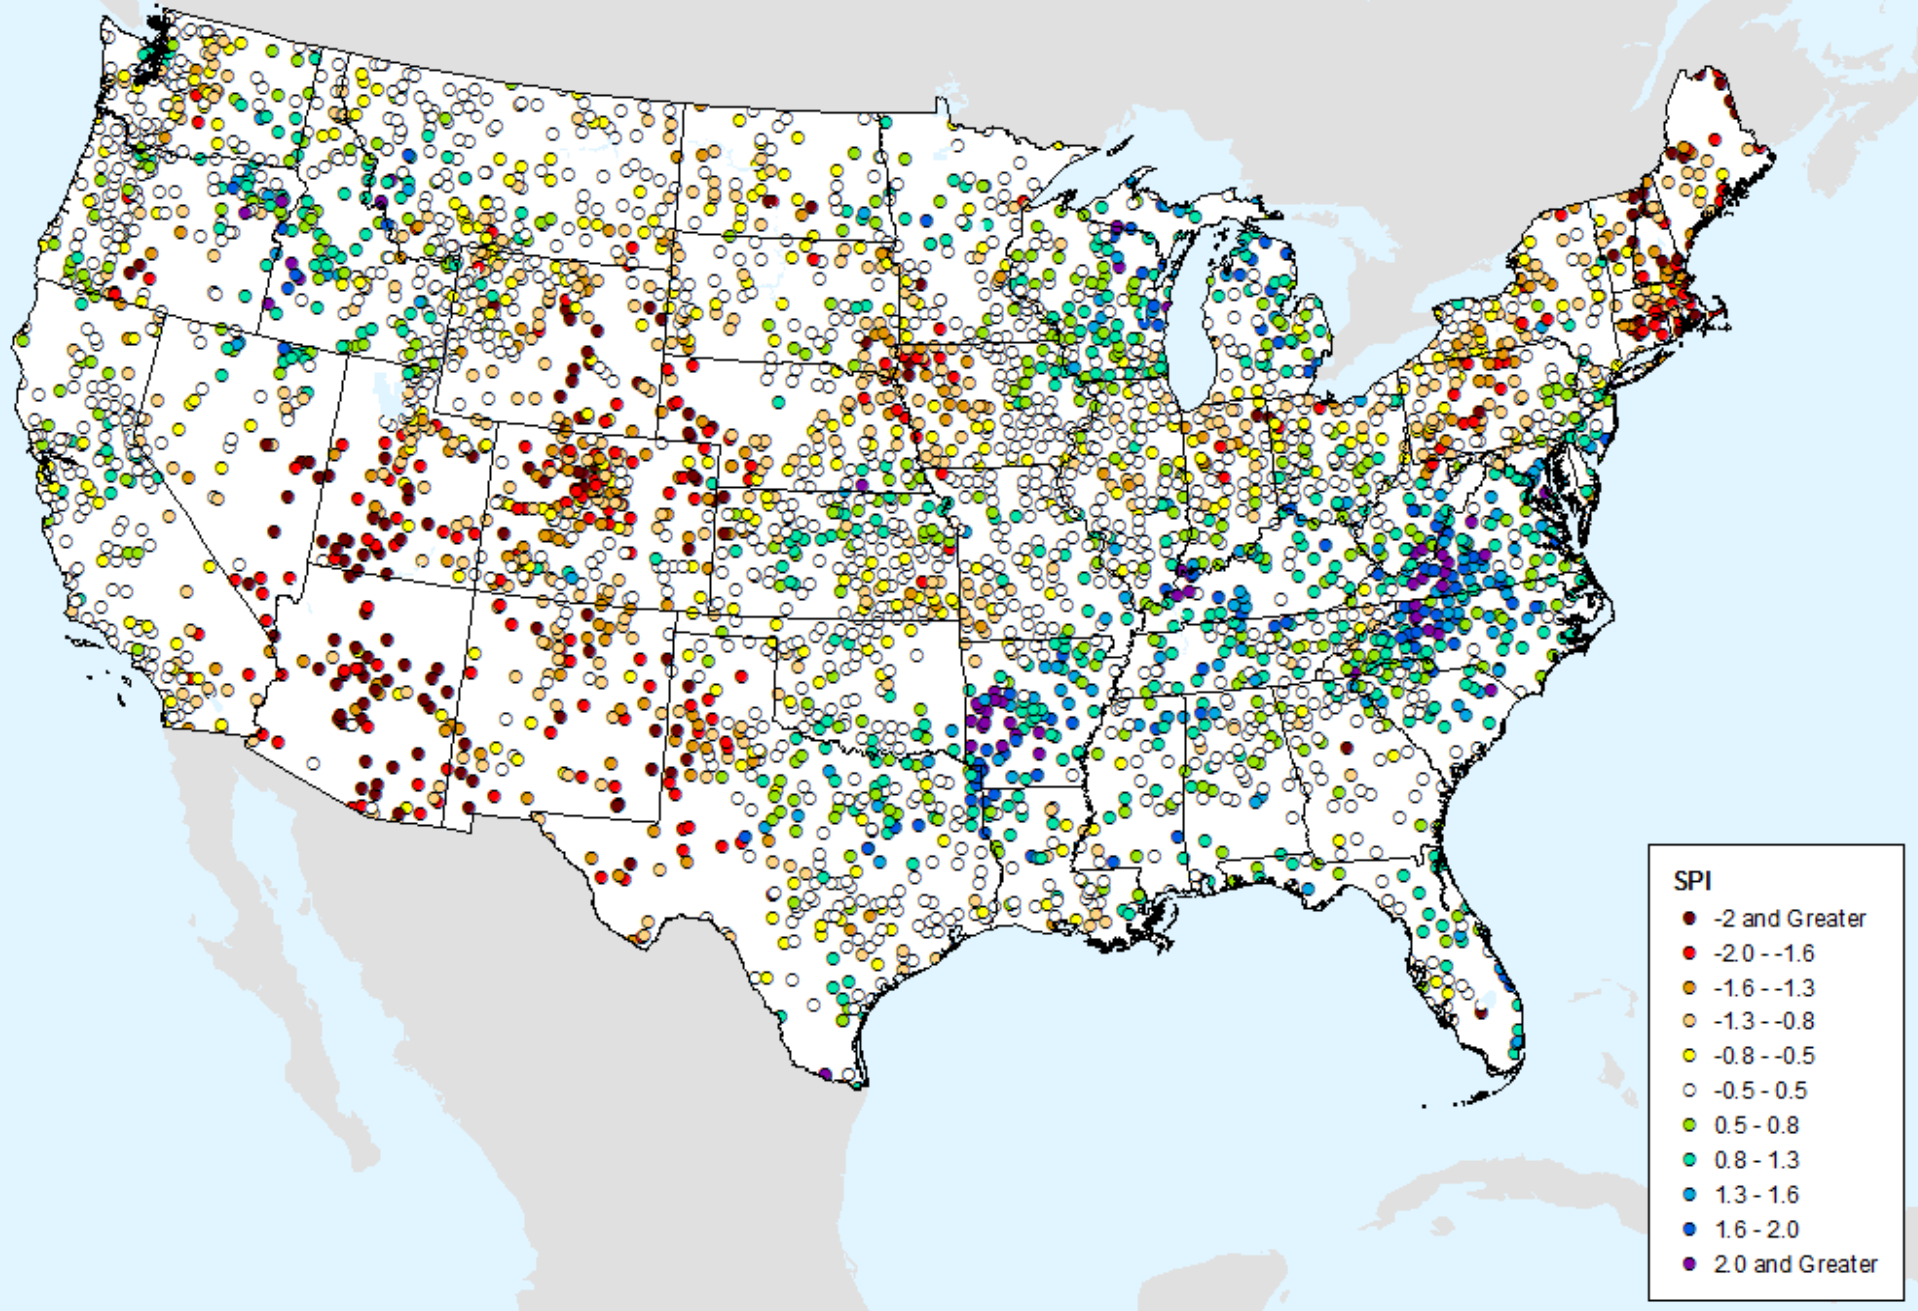 SPI
-2 and Greater
-2.0 - -1.6
-1.6 - -1.3
-1.3 - -0.8
-0.8 - -0.5
-0.5 - 0.5
0.5 - 0.8
0.8 - 1.3
1.3 - 1.6
1.6 - 2.0
2.0 and Greater